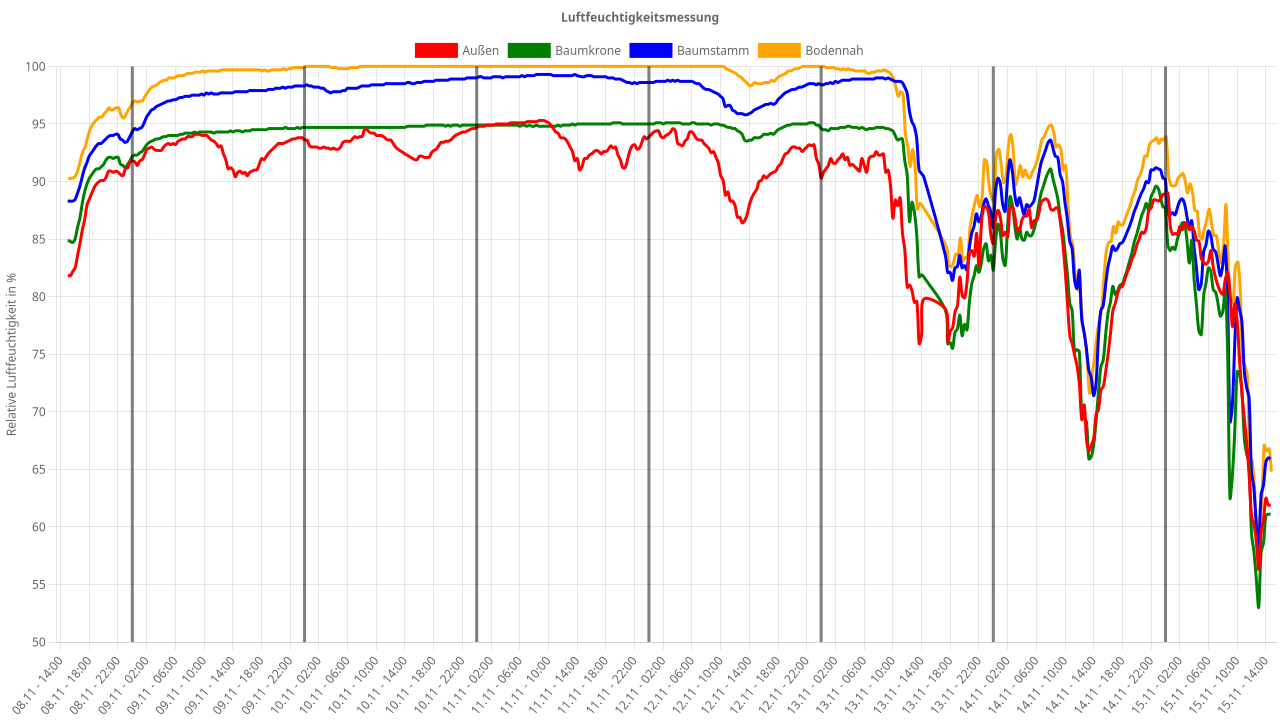 Luftfeuchtigkeitsmessung
Außen Baumkrone Baumstamm Bodennah
Relative Luftfeuchtigkeit in %
100
95
90
85
80
75
70
65
60
55
50
08.11 - 14:00
08.11 - 18:00
08.11 - 22:00
09.11 - 02:00
09.11 - 06:00
09.11 - 10:00
09.11 - 14:00
09.11 - 18:00
09.11 - 22:00
10.11 - 02:00
10.11 - 06:00
10.11 - 10:00
10.11 - 14:00
10.11 - 18:00
10.11 - 22:00
11.11 - 02:00
11.11 - 06:00
11.11 - 10:00
11.11 - 14:00
11.11 - 18:00
11.11 - 22:00
12.11 - 02:00
12.11 - 06:00
12.11 - 10:00
12.11 - 14:00
12.11 - 18:00
12.11 - 22:00
13.11 - 02:00
13.11 - 06:00
13.11 - 10:00
13.11 - 14:00
13.11 - 18:00
13.11 - 22:00
14.11 - 02:00
14.11 - 06:00
14.11 - 10:00
14.11 - 14:00
14.11 - 18:00
14.11 - 22:00
15.11 - 02:00
15.11 - 06:00
15.11 - 10:00
15.11 - 14:00